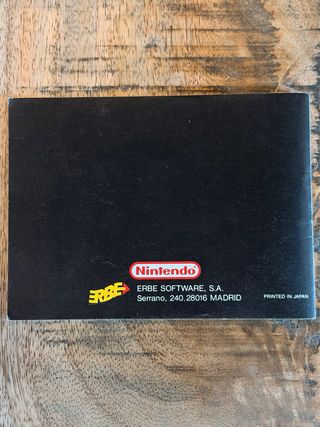 Nintendo
ERBE
ERBE SOFTWARE, S.A.
Serrano, 240.28016 MADRID
PRINTED IN JAPAN